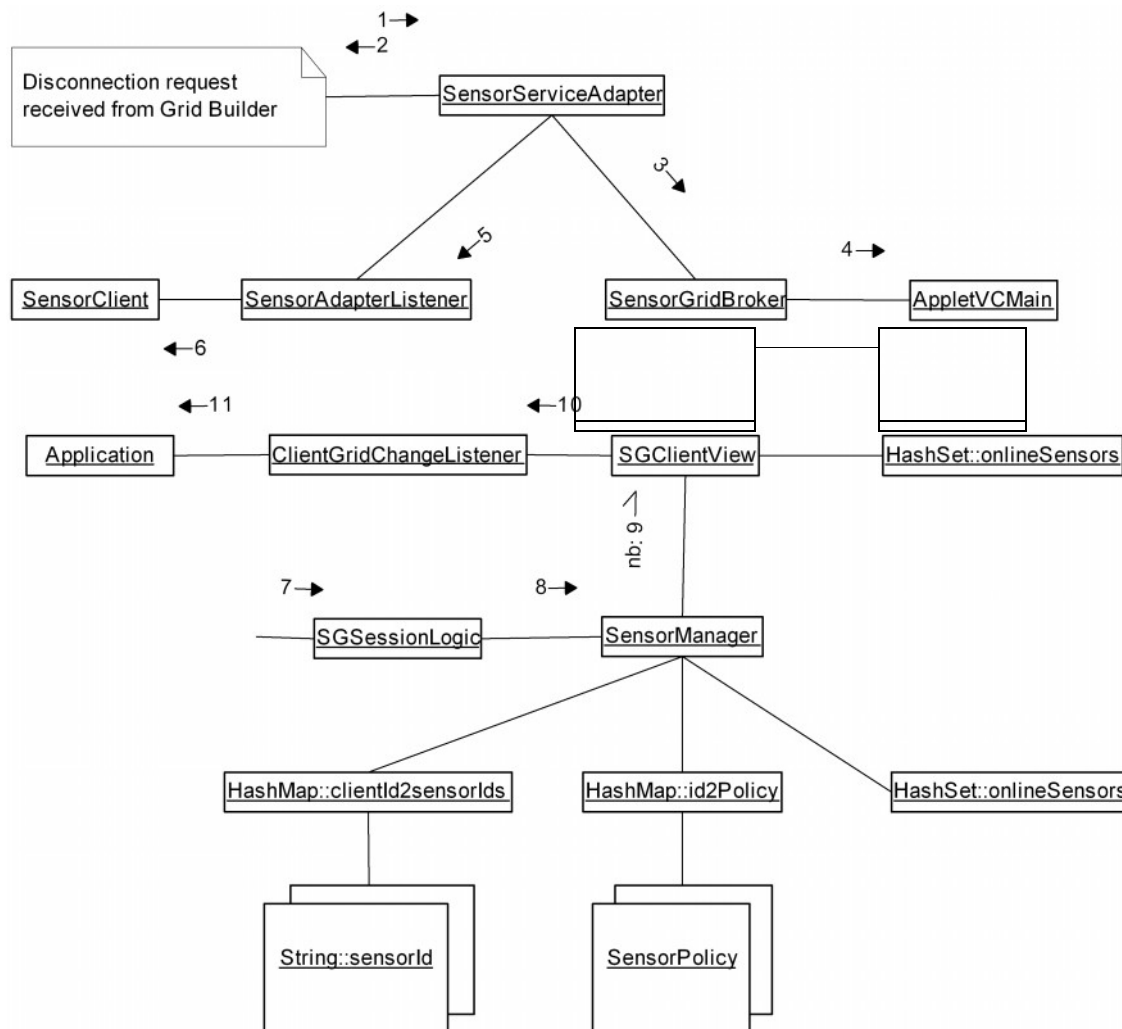 1
2
Disconnection request
received from Grid Builder
SensorServiceAdapter
3
5
4
SensorClient
SensorAdapterListener
SensorGridBroker
AppletVCMain
6
11
10
Application
ClientGridChangeListener
SGClientView
HashSet::onlineSensors
nb: 9
7
8
SGSessionLogic
SensorManager
HashMap::clientId2sensorIds
HashMap::id2Policy
HashSet::onlineSensors
String::sensorId
SensorPolicy